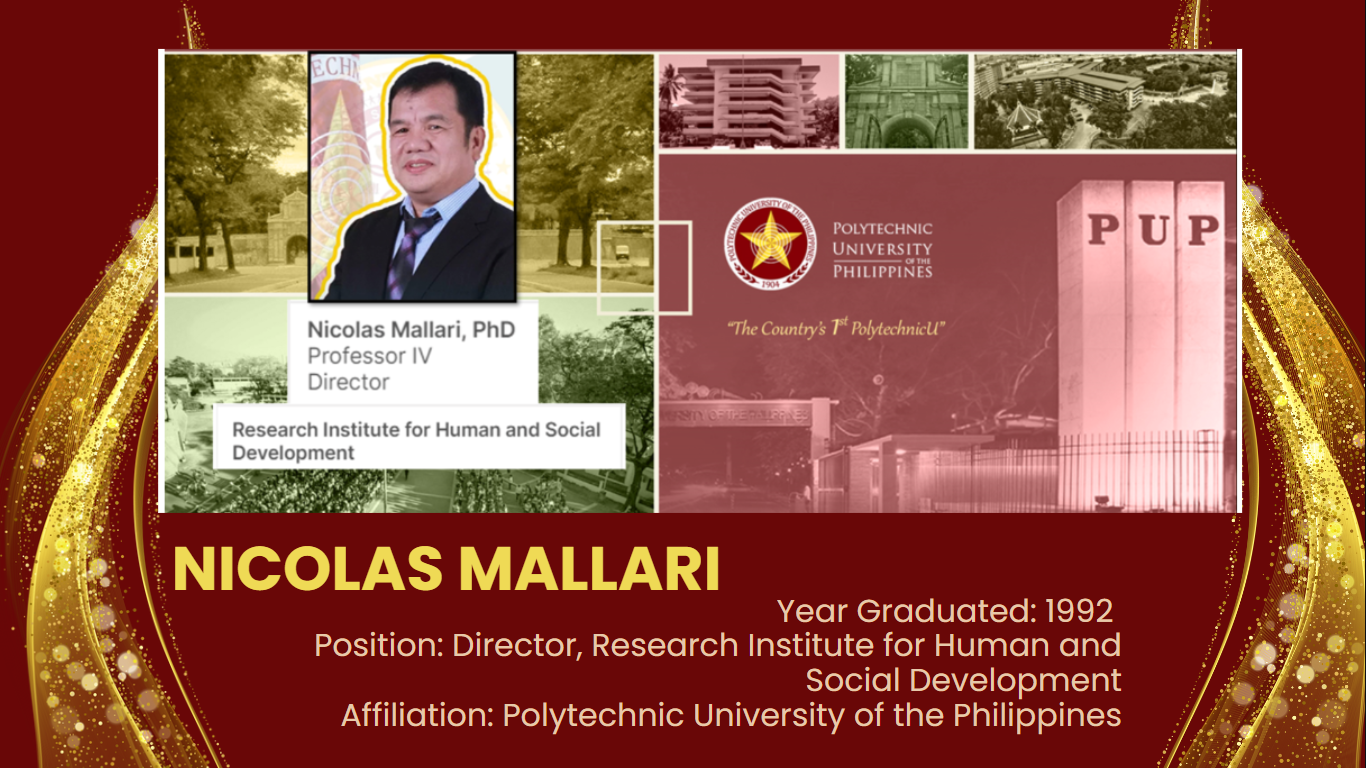 ECHN
Nicolas Mallari, PhD
Professor IV
Director
Research Institute for Human and Social
Development
POLYTECHNIC UNIVERSITY OF THE PHILIPPINES
1904
POLYTECHNIC
UNIVERSITY
OF THE
PHILIPPINES
"The Country's 1st PolytechnicU"
PUP
VERSITY OF THE PHILIPPINES
NICOLAS MALLARI
Year Graduated: 1992
Position: Director, Research Institute for Human and
Social Development
Affiliation: Polytechnic University of the Philippines